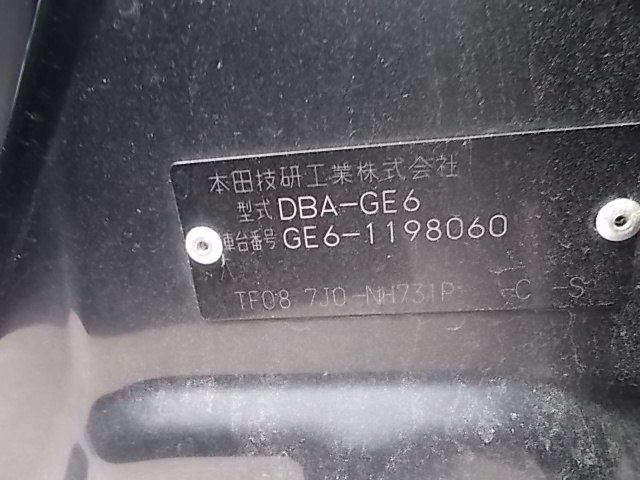 本田技研工業株式会社
型式 DBA-GE6
車台番号 GE6-1198060
TF08 7J0-NH731P -C -S